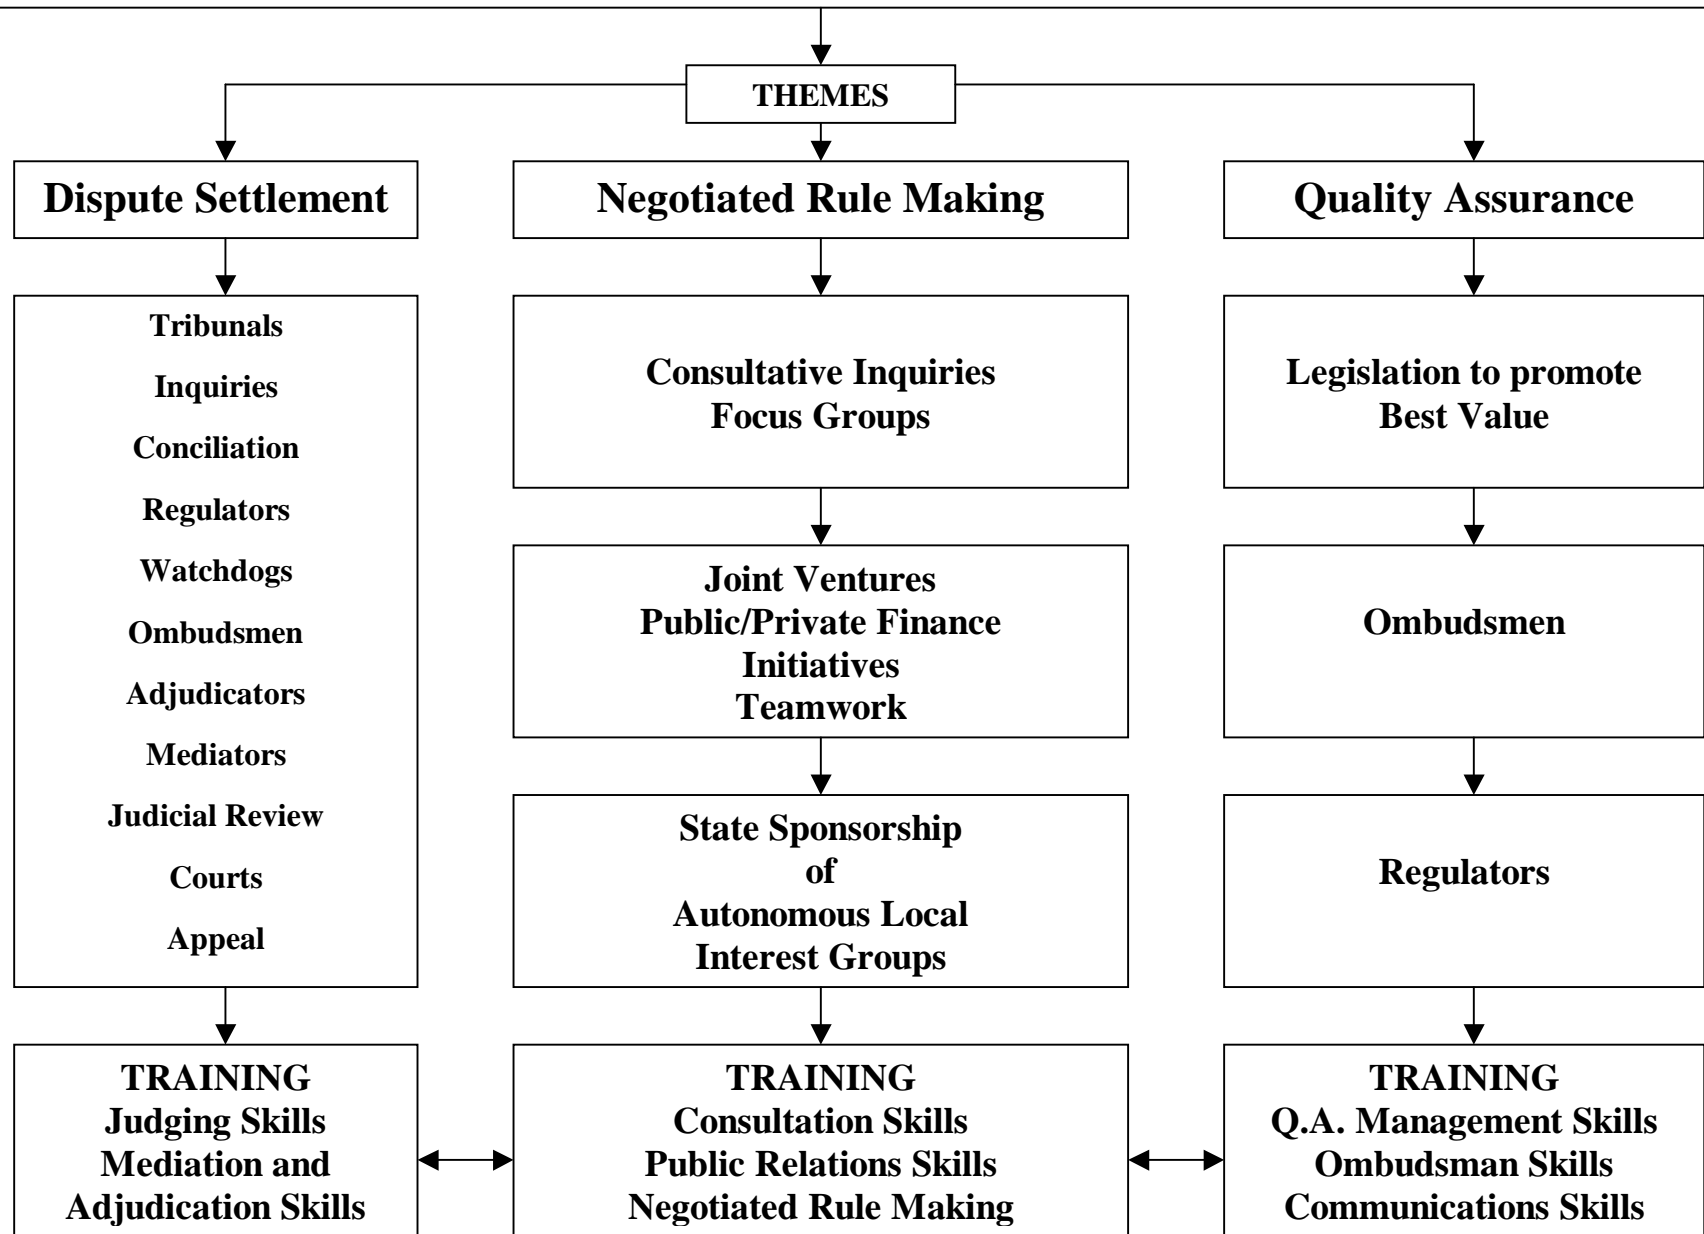 THEMES
Dispute Settlement
Tribunals
Inquiries
Conciliation
Regulators
Watchdogs
Ombudsmen
Adjudicators
Mediators
Judicial Review
Courts
Appeal
TRAINING
Judging Skills
Mediation and
Adjudication Skills
Negotiated Rule Making
Consultative Inquiries
Focus Groups
Joint Ventures
Public/Private Finance
Initiatives
Teamwork
State Sponsorship
of
Autonomous Local
Interest Groups
TRAINING
Consultation Skills
Public Relations Skills
Negotiated Rule Making
Quality Assurance
Legislation to promote
Best Value
Ombudsmen
Regulators
TRAINING
Q.A. Management Skills
Ombudsman Skills
Communications Skills